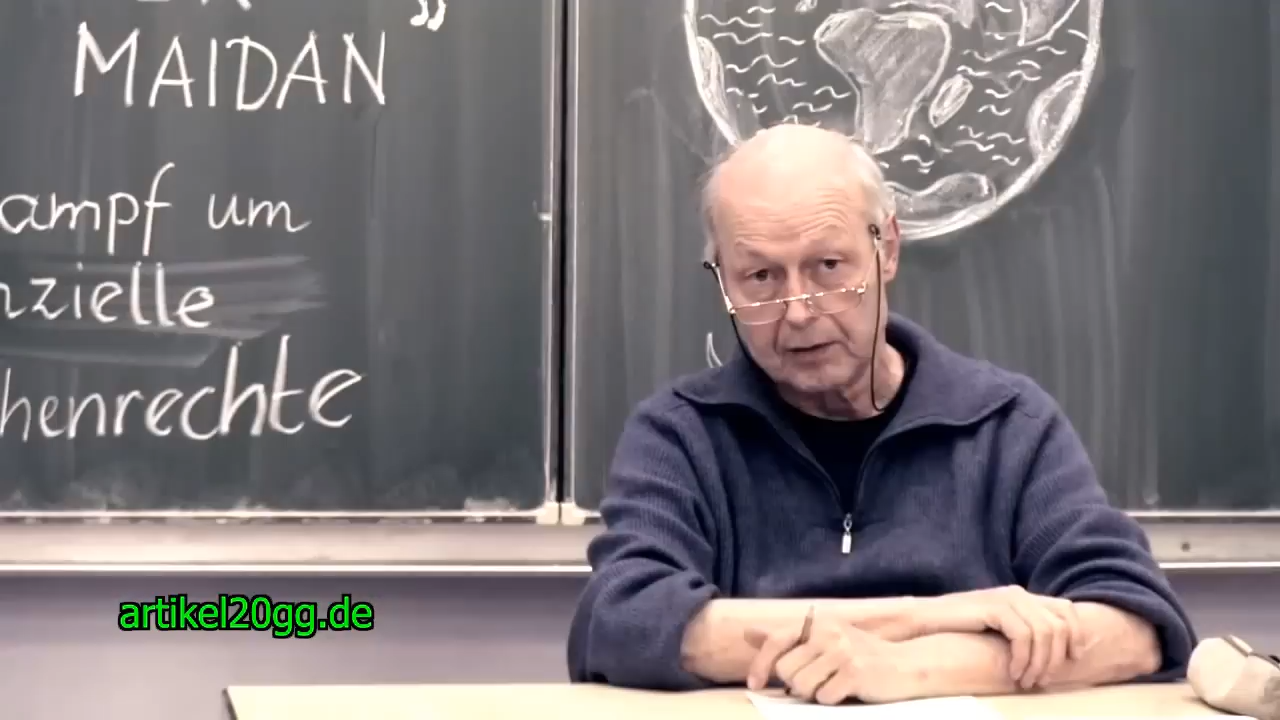 ”
MAIDAN
ampf um
nzielle
henrechte
artikel20gg.de